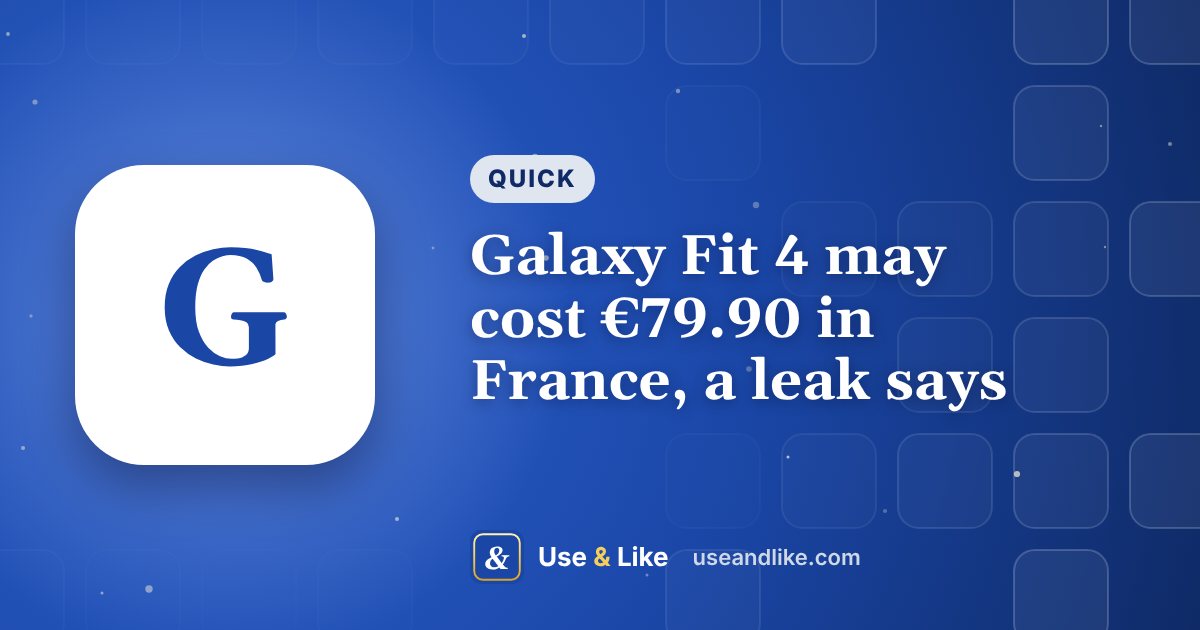 G
QUICK
Galaxy Fit 4 may
cost €79.90 in
France, a leak says
& Use & Like useandlike.com